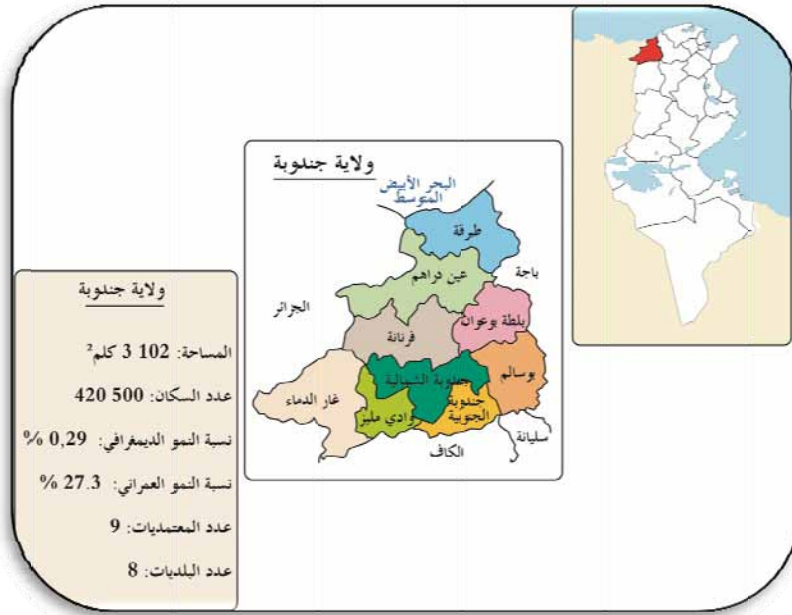 ولاية جندوبة
البحر الأبيض
المتوسط
طبرقة
عين دراهم
باجة
الجزائر
بلطة بوعوان
فرنانة
بوسالم
جندوبة الشمالية
غار الدماء
جندوبة
الجنوبية
وادي مليز
سليانة
الكاف
ولاية جندوبة
المساحة: 102 3 كلم²
عدد السكان: 500 420
نسبة النمو الديمغرافي: 0,29 %
نسبة النمو العمراني: 27.3 %
عدد المعتمديات: 9
عدد البلديات: 8